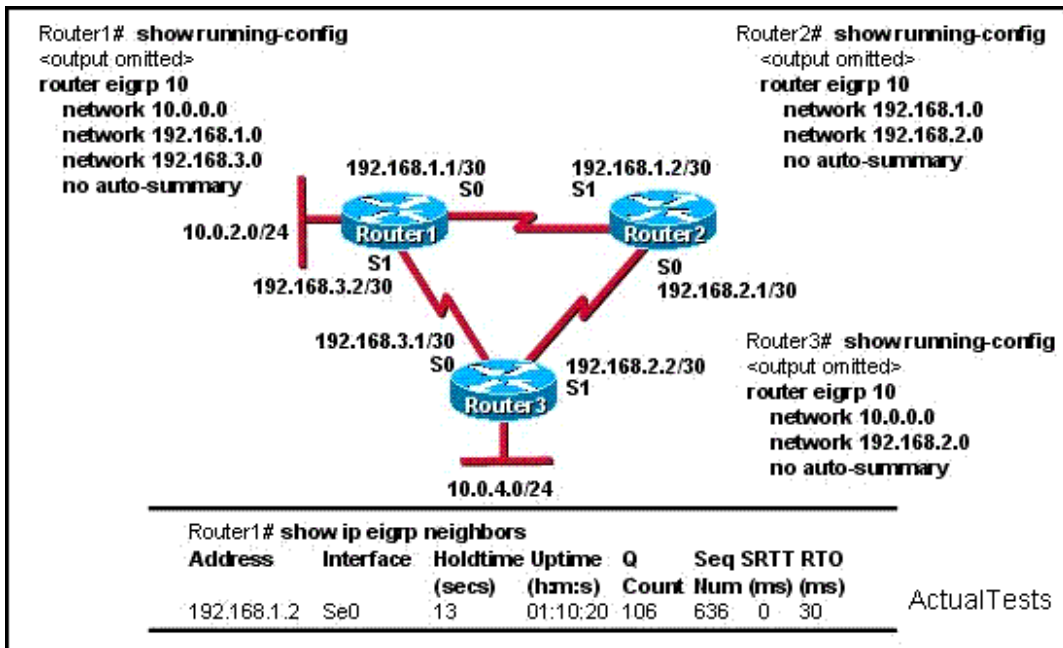 Router1# show running-config
<output omitted>
router eigrp 10
network 10.0.0.0
network 192.168.1.0
network 192.168.3.0
no auto-summary
Router2# show running-config
<output omitted>
router eigrp 10
network 192.168.1.0
network 192.168.2.0
no auto-summary
192.168.1.1/30
S0
192.168.1.2/30
S1
10.0.2.0/24
Router1
Router2
S1
192.168.3.2/30
S0
192.168.2.1/30
192.168.3.1/30
S0
192.168.2.2/30
S1
Router3
10.0.4.0/24
Router3# show running-config
<output omitted>
router eigrp 10
network 10.0.0.0
network 192.168.2.0
no auto-summary
Router1# show ip eigrp neighbors
Address Interface Holdtime Uptime Q Seq SRTT RTO
(secs) (h:m:s) Count Num (ms) (ms)
192.168.1.2 Se0 13 01:10:20 106 636 0 30
ActualTests